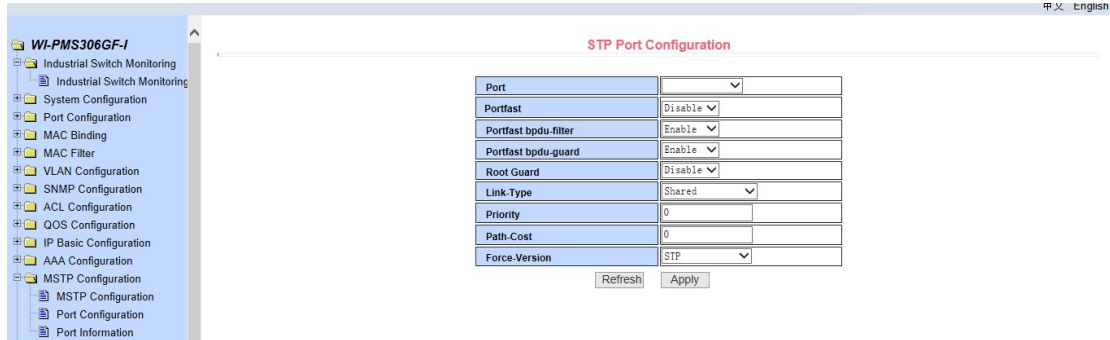 中文 English
WI-PMS306GF-I
Industrial Switch Monitoring
Industrial Switch Monitoring
System Configuration
Port Configuration
MAC Binding
MAC Filter
VLAN Configuration
SNMP Configuration
ACL Configuration
QOS Configuration
IP Basic Configuration
AAA Configuration
MSTP Configuration
MSTP Configuration
Port Configuration
Port Information
STP Port Configuration
Port
Portfast Disable
Portfast bpdu-filter Enable
Portfast bpdu-guard Enable
Root Guard Disable
Link-Type Shared
Priority 0
Path-Cost 0
Force-Version STP
Refresh Apply